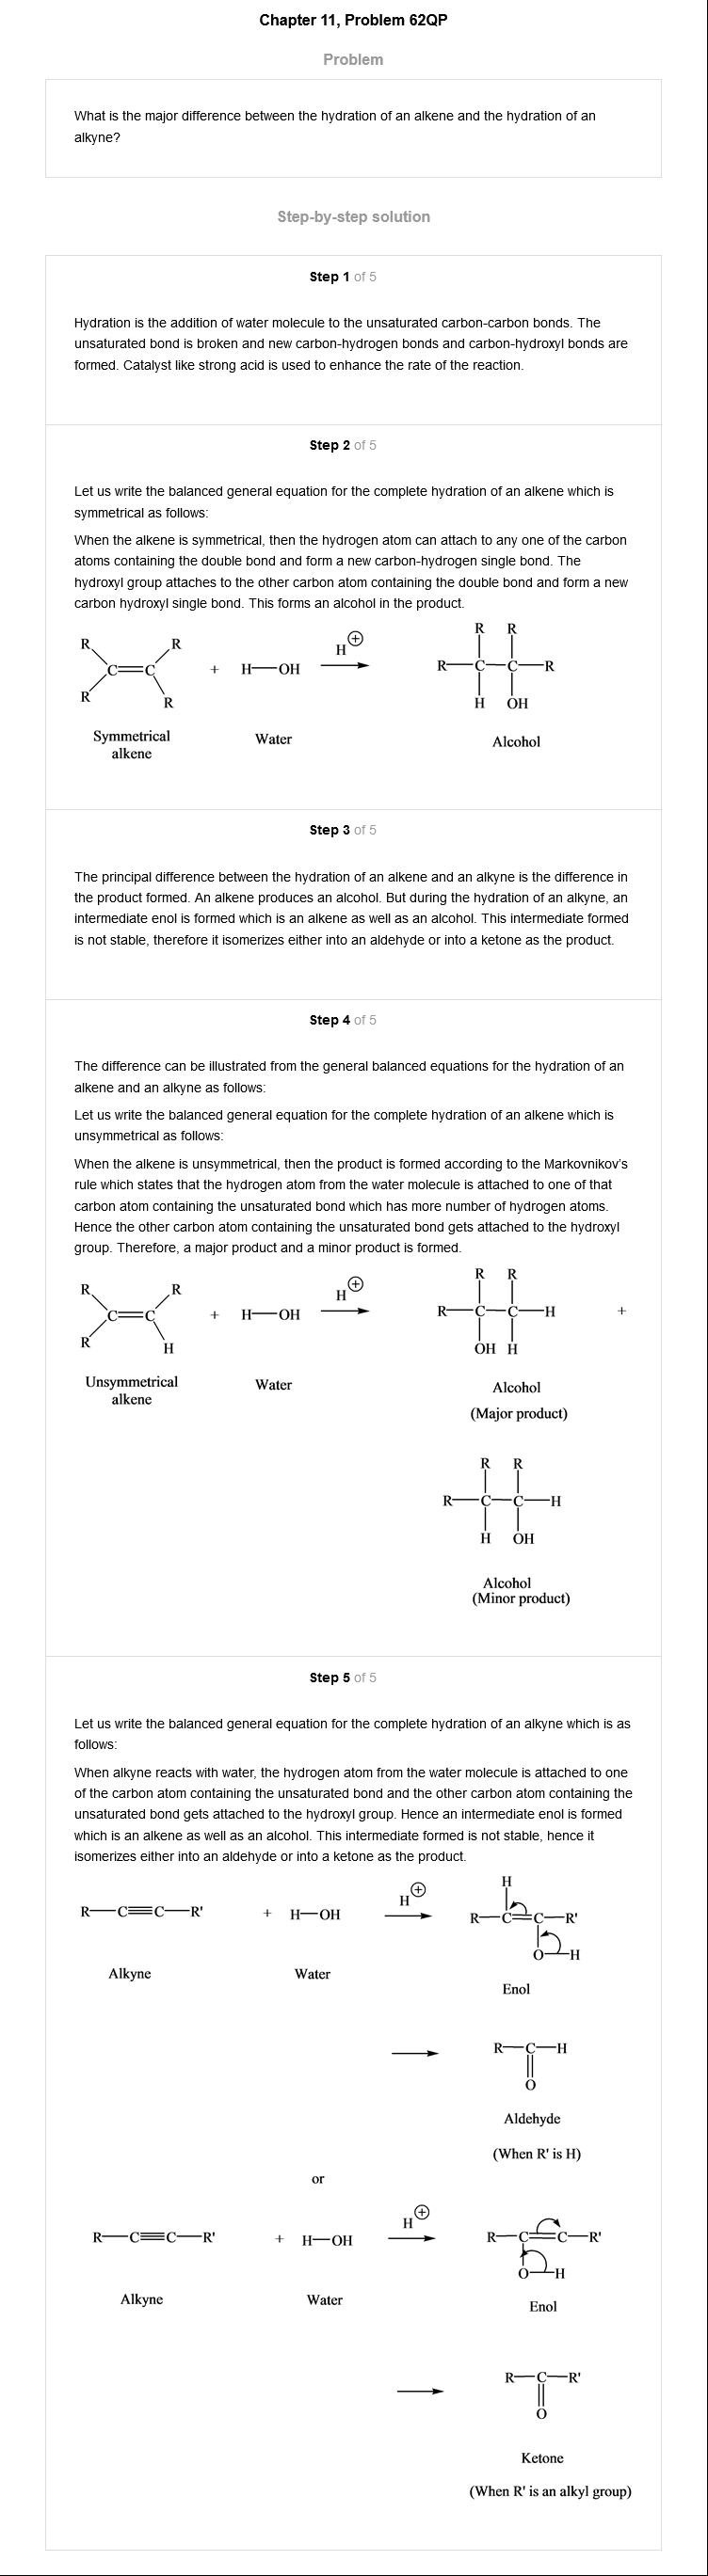 Chapter 11, Problem 62QP
Problem
What is the major difference between the hydration of an alkene and the hydration of an
alkyne?
Step-by-step solution
Step 1 of 5
Hydration is the addition of water molecule to the unsaturated carbon-carbon bonds. The
unsaturated bond is broken and new carbon-hydrogen bonds and carbon-hydroxyl bonds are
formed. Catalyst like strong acid is used to enhance the rate of the reaction.
Step 2 of 5
Let us write the balanced general equation for the complete hydration of an alkene which is
symmetrical as follows:
When the alkene is symmetrical, then the hydrogen atom can attach to any one of the carbon
atoms containing the double bond and form a new carbon-hydrogen single bond. The
hydroxyl group attaches to the other carbon atom containing the double bond and form a new
carbon hydroxyl single bond. This forms an alcohol in the product.
R R H⊕ R R
C=C + H—OH R—C—C—R
R R H OH
Symmetrical Water Alcohol
alkene
Step 3 of 5
The principal difference between the hydration of an alkene and an alkyne is the difference in
the product formed. An alkene produces an alcohol. But during the hydration of an alkyne, an
intermediate enol is formed which is an alkene as well as an alcohol. This intermediate formed
is not stable, therefore it isomerizes either into an aldehyde or into a ketone as the product.
Step 4 of 5
The difference can be illustrated from the general balanced equations for the hydration of an
alkene and an alkyne as follows:
Let us write the balanced general equation for the complete hydration of an alkene which is
unsymmetrical as follows:
When the alkene is unsymmetrical, then the product is formed according to the Markovnikov's
rule which states that the hydrogen atom from the water molecule is attached to one of that
carbon atom containing the unsaturated bond which has more number of hydrogen atoms.
Hence the other carbon atom containing the unsaturated bond gets attached to the hydroxyl
group. Therefore, a major product and a minor product is formed.
R R H⊕ R R
C=C + H—OH R—C—C—H +
R H OH H
Unsymmetrical Water Alcohol
alkene
(Major product)
R R
R—C—C—H
H OH
Alcohol
(Minor product)
Step 5 of 5
Let us write the balanced general equation for the complete hydration of an alkyne which is as
follows:
When alkyne reacts with water, the hydrogen atom from the water molecule is attached to one
of the carbon atom containing the unsaturated bond and the other carbon atom containing the
unsaturated bond gets attached to the hydroxyl group. Hence an intermediate enol is formed
which is an alkene as well as an alcohol. This intermediate formed is not stable, hence it
isomerizes either into an aldehyde or into a ketone as the product.
H⊕ H
R—C≡C—R' + H—OH R—C=C—R'
O—H
Alkyne Water Enol
R—C—H
O
Aldehyde
(When R' is H)
or
H⊕
R—C≡C—R' + H—OH R—C=C—R'
O—H
Alkyne Water Enol
R—C—R'
O
Ketone
(When R' is an alkyl group)